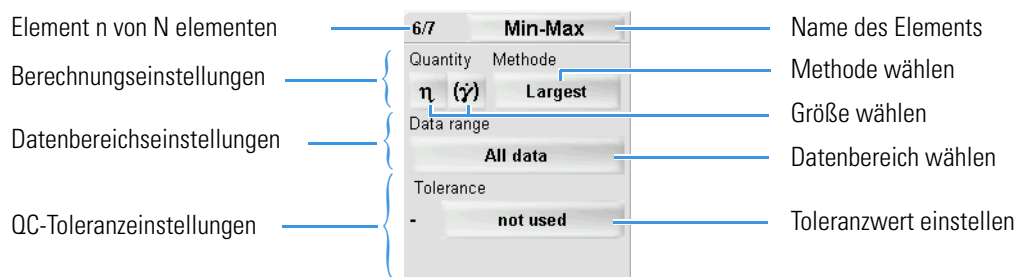 Element n von N elementen
6/7
Min-Max
Name des Elements
Berechnungseinstellungen
Quantity
Methode
Methode wählen
η
(γ̇)
Largest
Größe wählen
Datenbereichseinstellungen
Data range
All data
Datenbereich wählen
QC-Toleranzeinstellungen
Tolerance
-
not used
Toleranzwert einstellen